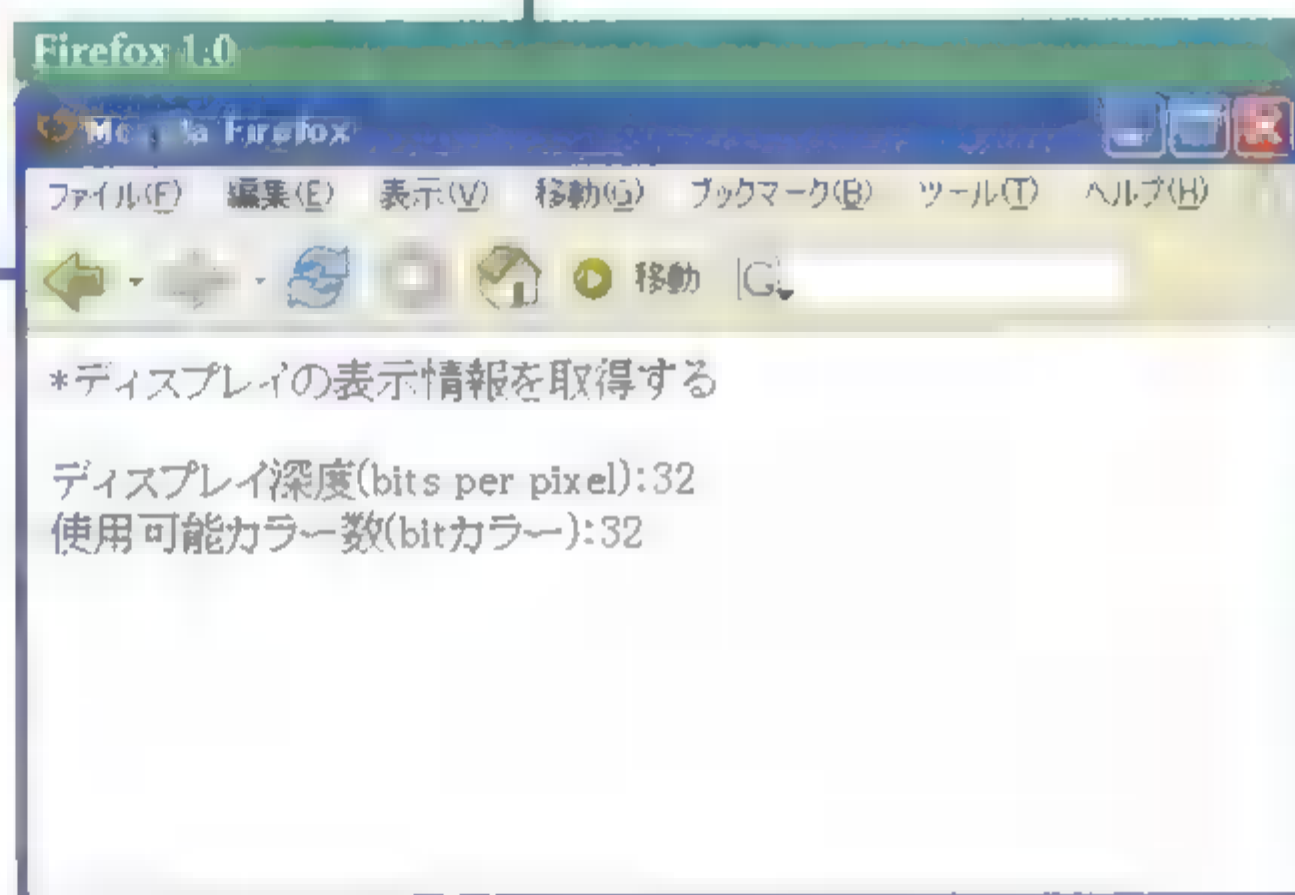 Firefox 1.0
Firefox
ファイル(F) 編集(E) 表示(V) 移動(G) ブックマーク(B) ツール(T) ヘルプ(H)
移動 G
*ディスプレイの表示情報を取得する
ディスプレイ深度(bits per pixel):32
使用可能カラー数(bitカラー):32